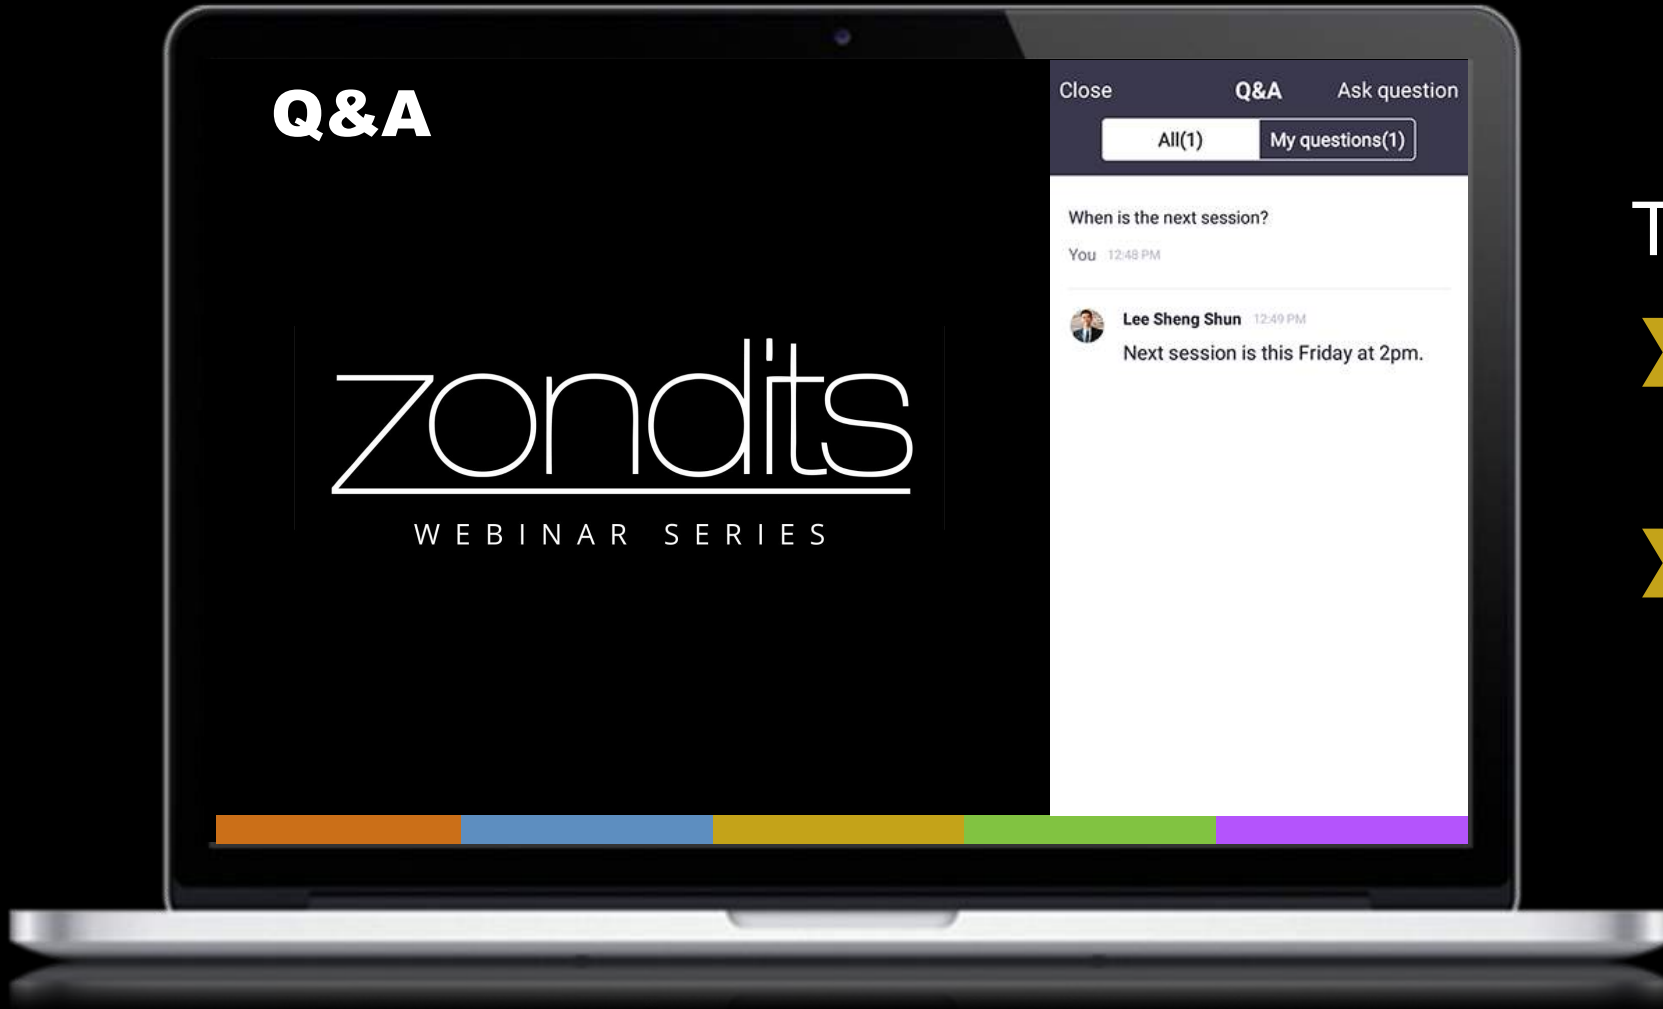 Q&A
zondits
WEBINAR SERIES
Close Q&A Ask question
All(1) My questions(1)
When is the next session?
You 12:48 PM
Lee Sheng Shun 12:49 PM
Next session is this Friday at 2pm.
T